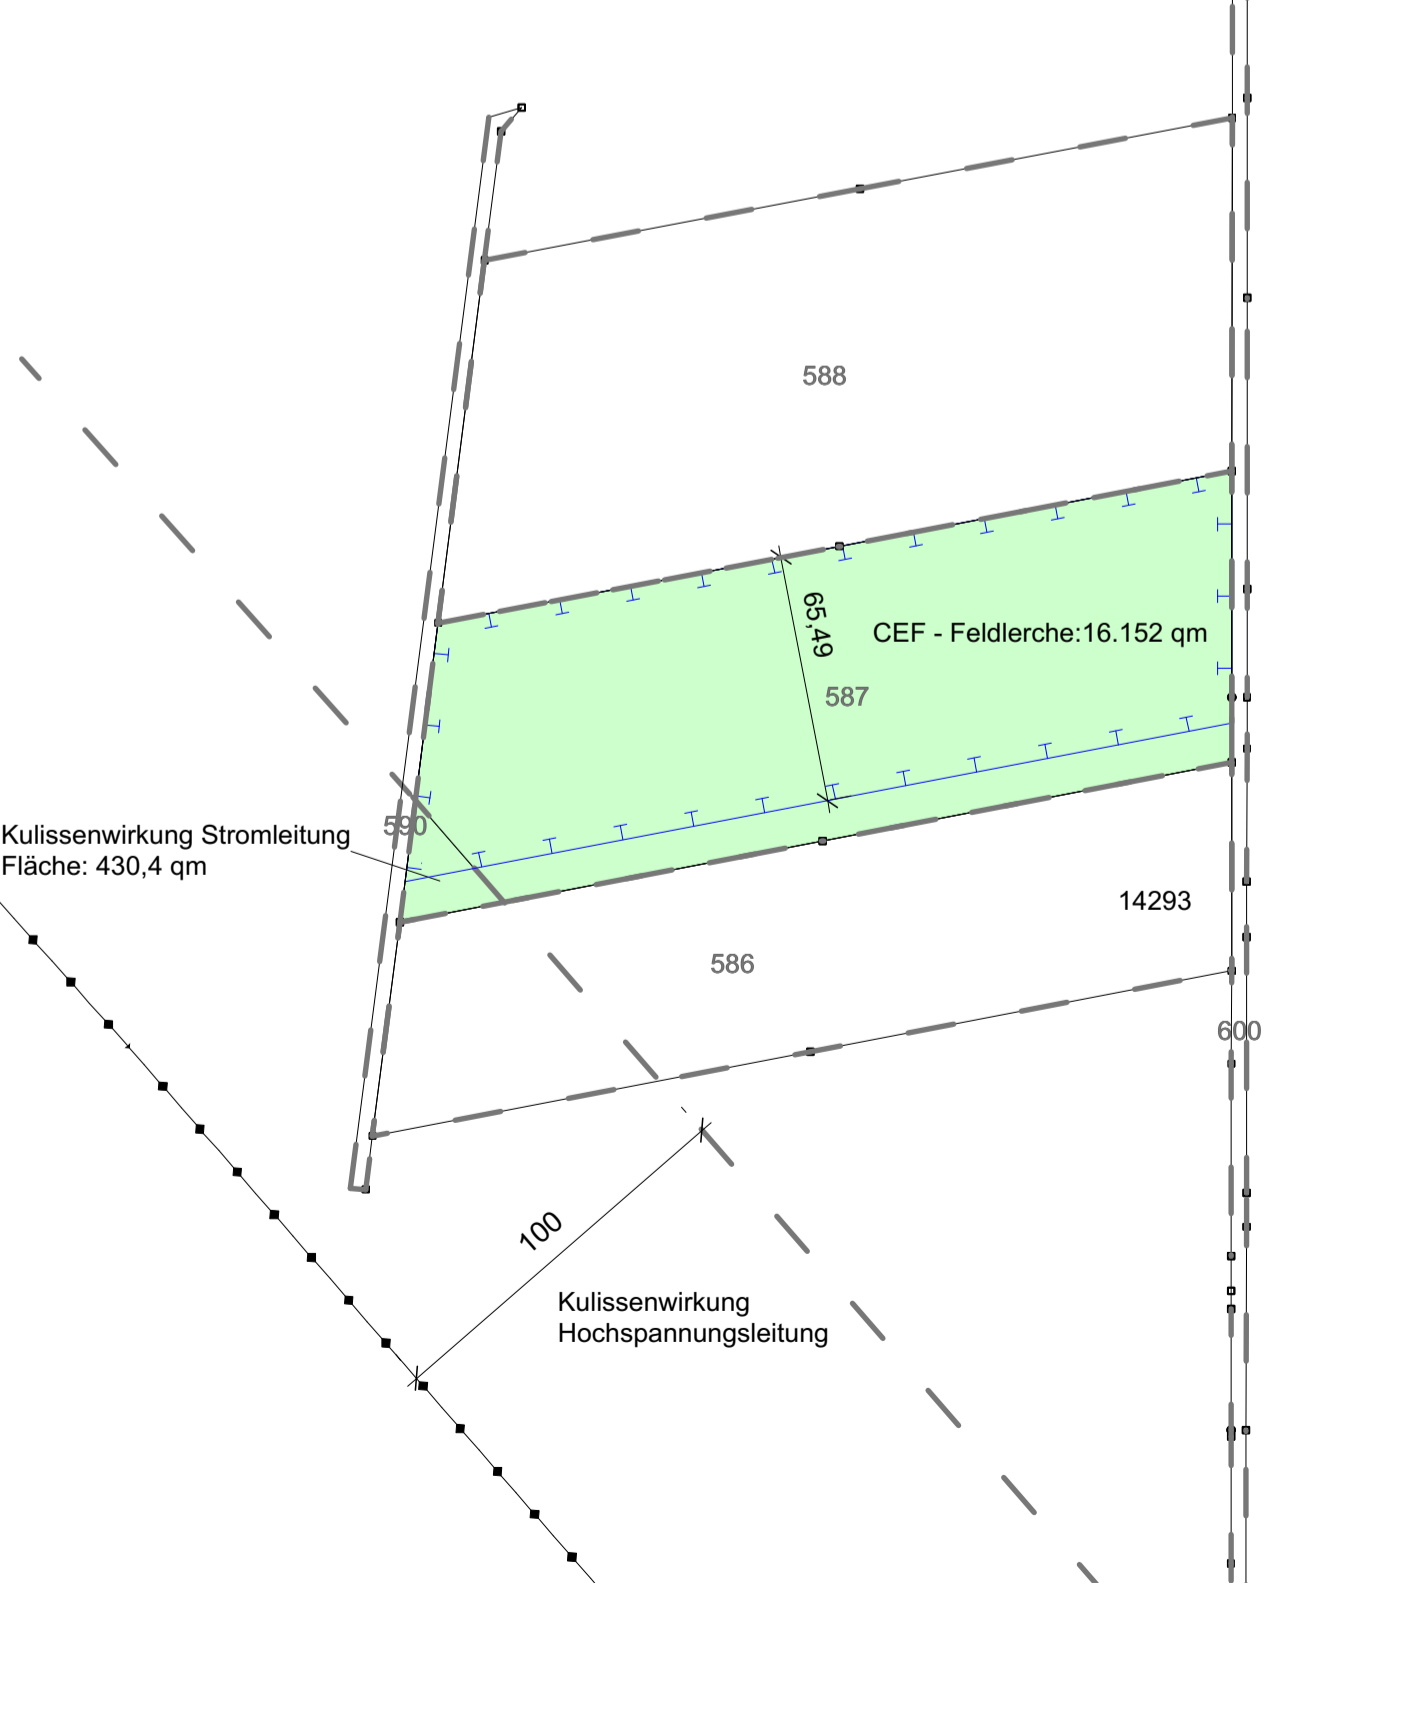 588
65,49
CEF - Feldlerche:16.152 qm
587
590
Kulissenwirkung Stromleitung
Fläche: 430,4 qm
14293
586
600
100
Kulissenwirkung
Hochspannungsleitung